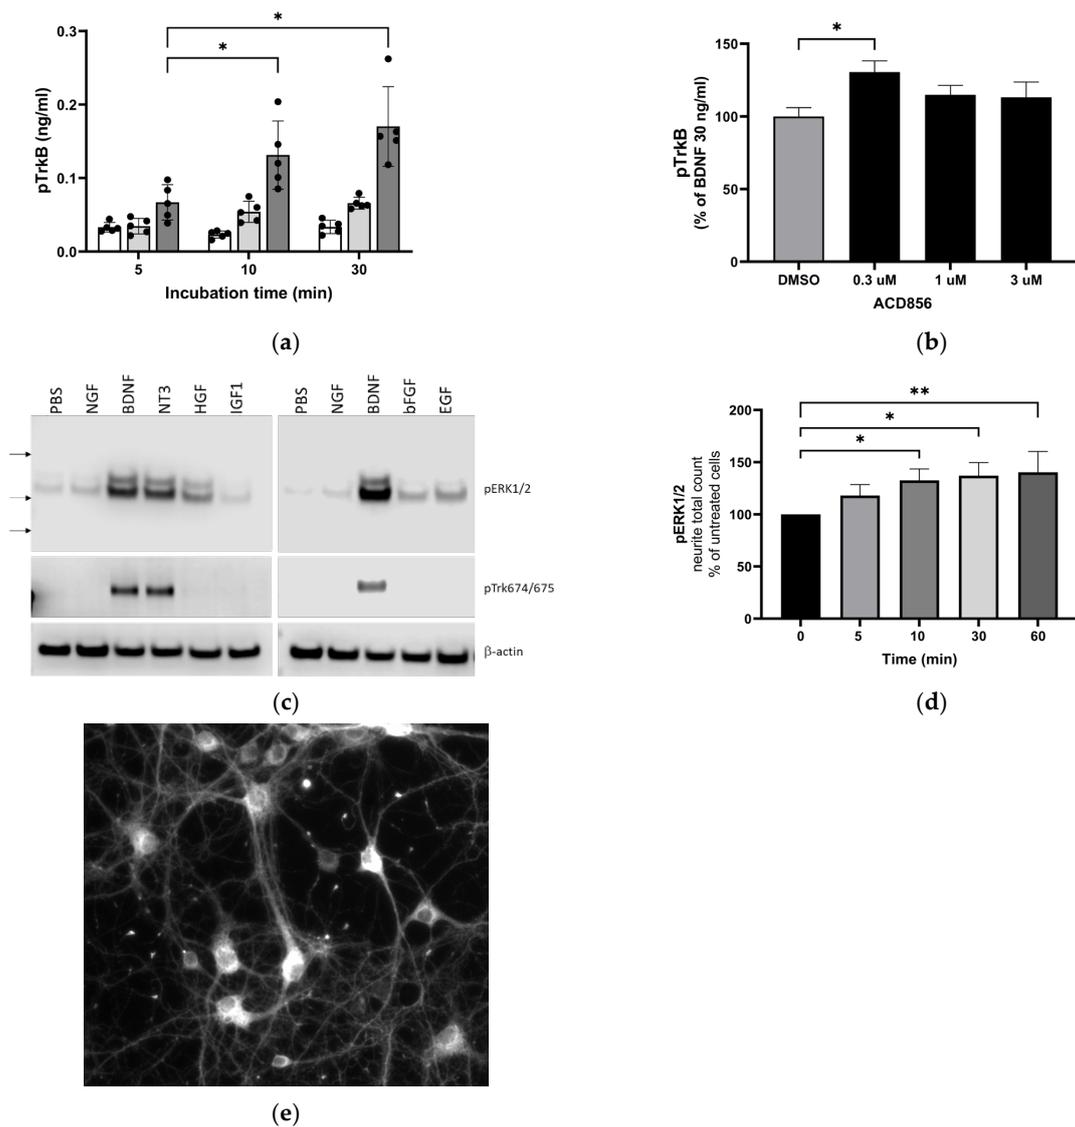 0.3
0.2
0.1
0.0
pTrkB (ng/ml)
*
*
5
10
30
Incubation time (min)
(a)
150
100
50
0
pTrkB
(% of BDNF 30 ng/ml)
*
DMSO
0.3 uM
1 uM
3 uM
ACD856
(b)
PBS
NGF
BDNF
NT3
HGF
IGF1
PBS
NGF
BDNF
bFGF
EGF
pERK1/2
pTrk674/675
β-actin
(c)
200
150
100
50
0
pERK1/2
neurite total count
% of untreated cells
**
*
*
0
5
10
30
60
Time (min)
(d)
(e)